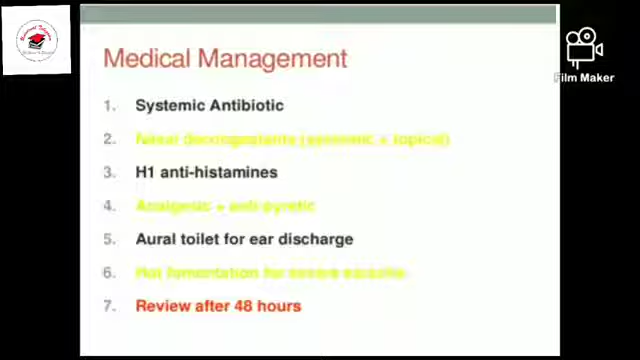 Medical Management
1. Systemic Antibiotic
2. Nasal decongestants (systemic + topical)
3. H1 anti-histamines
4. Analgesic + anti-pyretic
5. Aural toilet for ear discharge
6. Hot fomentation for severe earache
7. Review after 48 hours
Film Maker